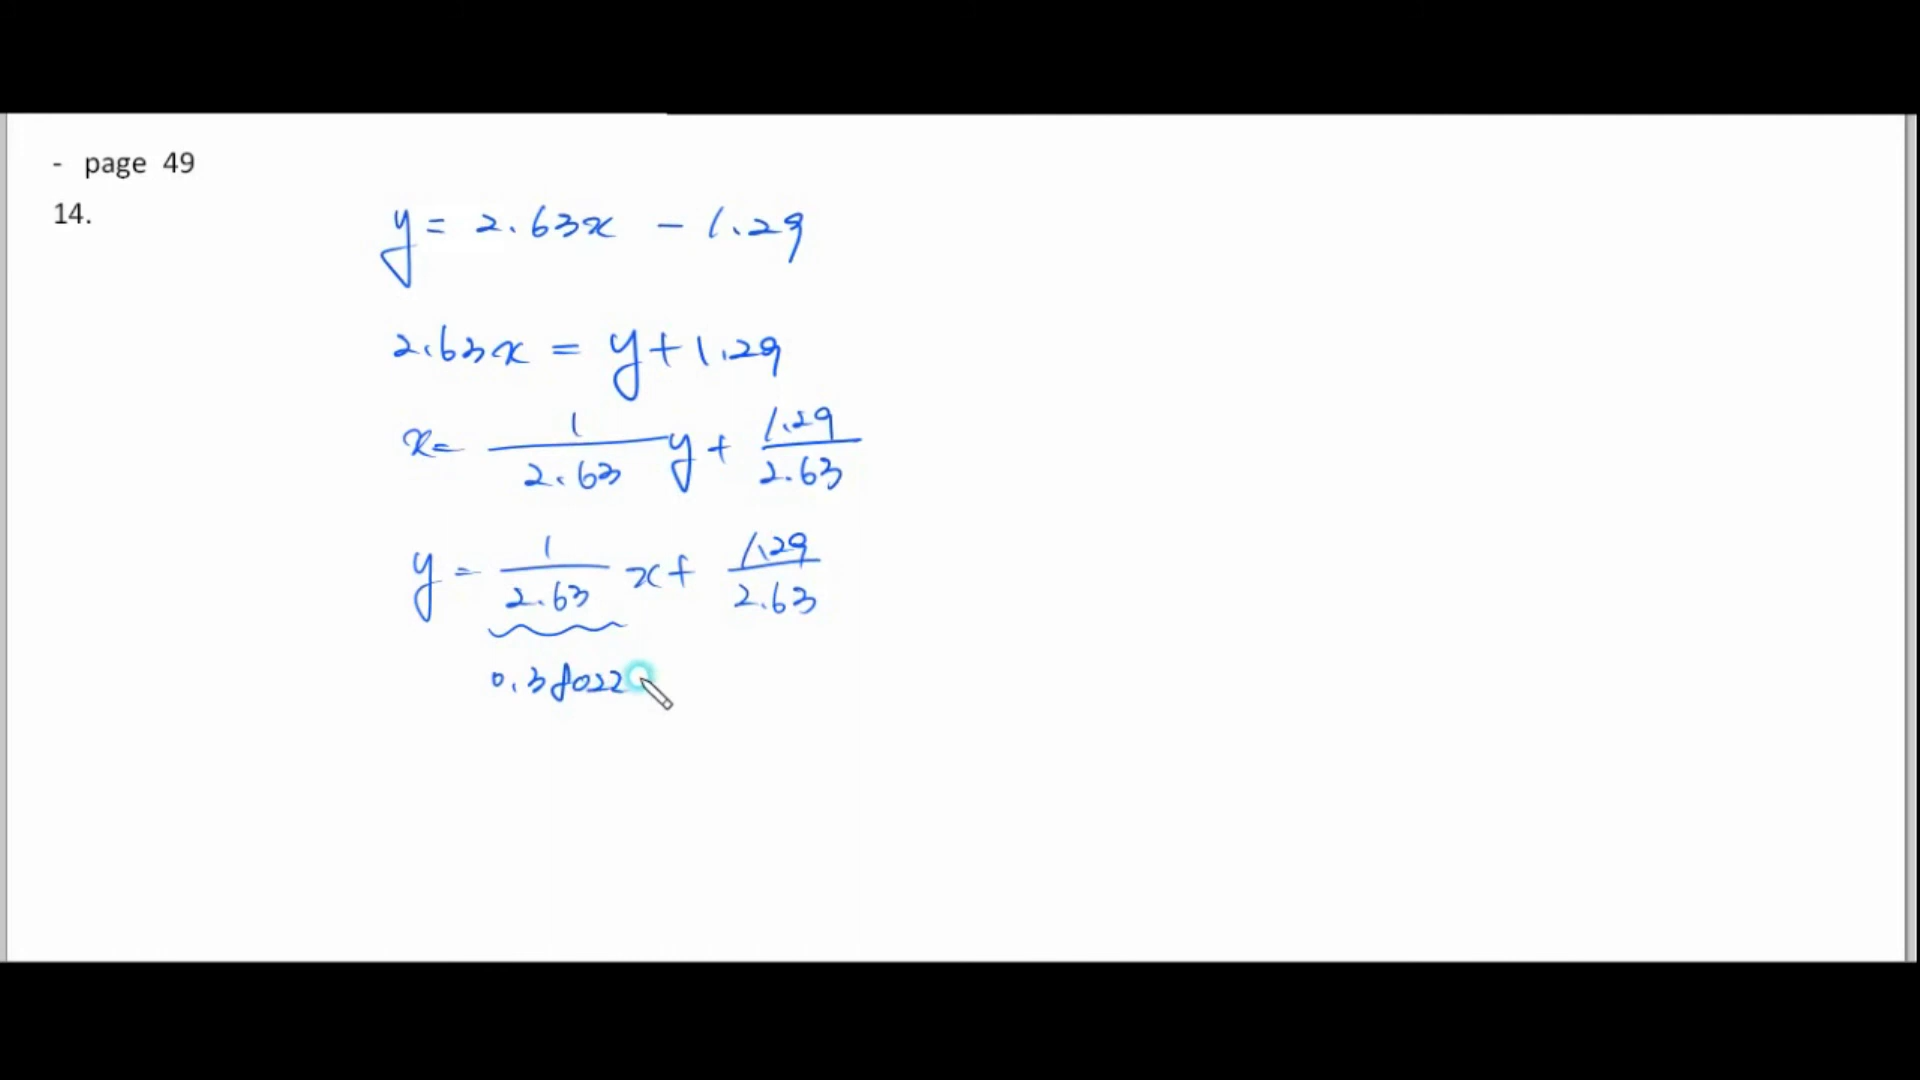 - page 49
14.
y = 2.63x - 1.29
2.63x = y + 1.29
x = 1/2.63 y + 1.29/2.63
y = 1/2.63 x + 1.29/2.63
0.38022